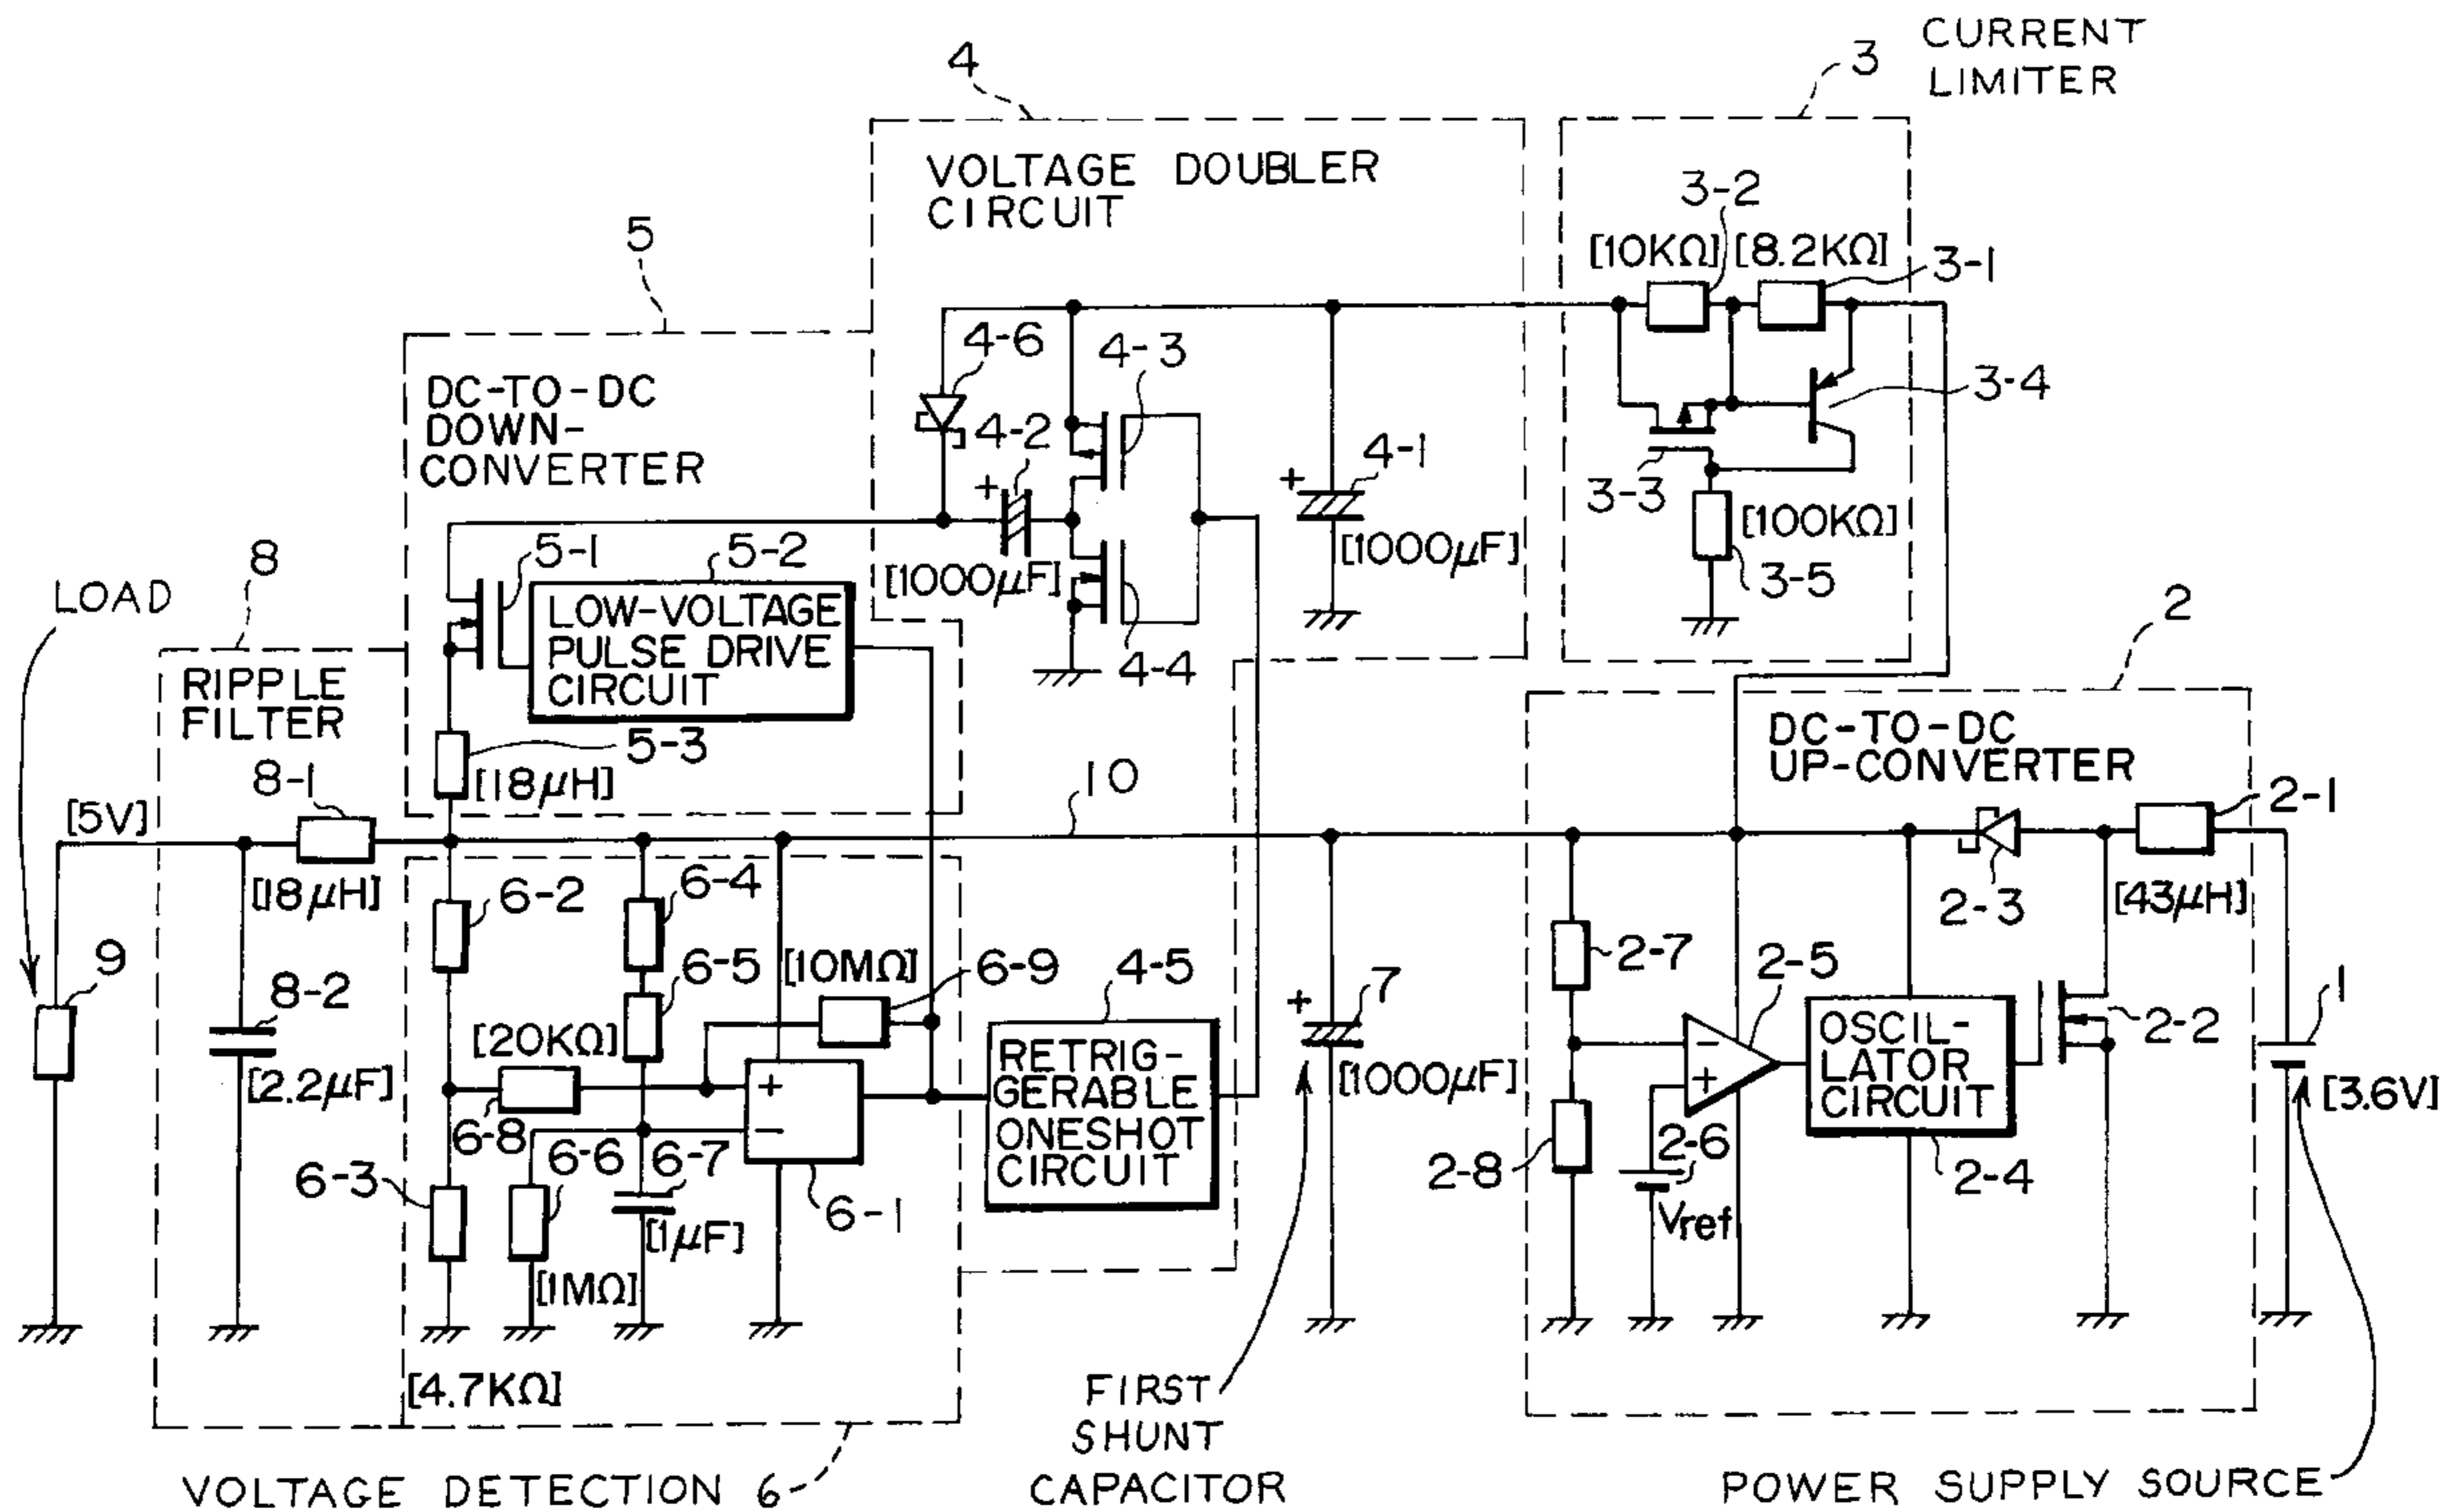 CURRENT
LIMITER
3
4
VOLTAGE DOUBLER
CIRCUIT
3-2
[10KΩ] [8.2KΩ]
3-1
5
4-6
4-3
3-4
DC-TO-DC
DOWN-
CONVERTER
4-2
+
4-1
+
3-3
[100KΩ]
[1000μF]
[1000μF]
3-5
5-1
5-2
8
LOAD
LOW-VOLTAGE
PULSE DRIVE
CIRCUIT
4-4
2
RIPPLE
FILTER
5-3
[18μH]
DC-TO-DC
UP-CONVERTER
8-1
10
2-1
[5V]
[18μH]
6-2
6-4
2-3
[43μH]
9
8-2
6-5
[10MΩ]
6-9
4-5
2-7
2-5
1
[20KΩ]
+
7
[1000μF]
−
+
OSCIL-
LATOR
CIRCUIT
2-2
[3.6V]
RETRIG-
GERABLE
ONESHOT
CIRCUIT
[2.2μF]
+
−
6-8
6-6
6-7
6-3
6-1
2-8
2-6
Vref
2-4
[1μF]
[1MΩ]
[4.7KΩ]
FIRST
SHUNT
CAPACITOR
VOLTAGE DETECTION 6
POWER SUPPLY SOURCE